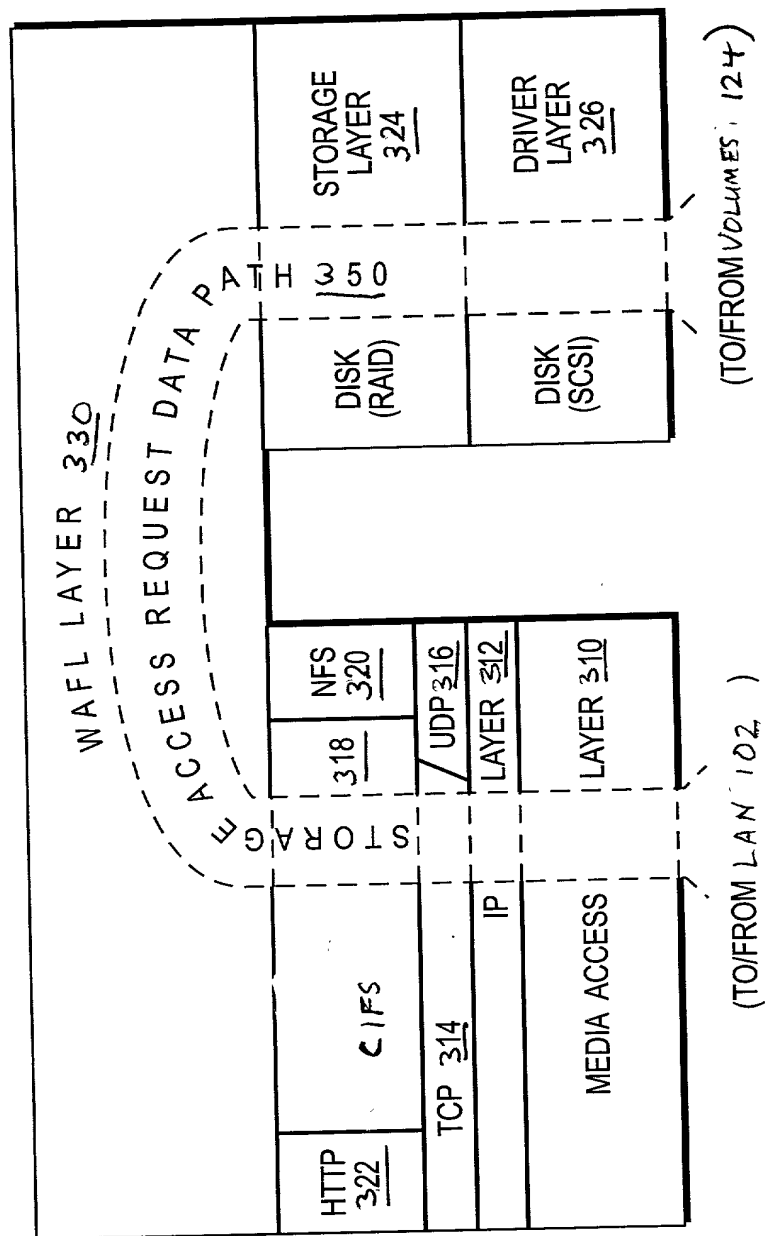 WAFL LAYER 330
STORAGE ACCESS REQUEST DATA PATH 350
HTTP
322
CIFS
318
NFS
320
TCP 314
/ UDP 316
IP
LAYER 312
MEDIA ACCESS
LAYER 310
(TO/FROM LAN 102 )
DISK
(RAID)
STORAGE
LAYER
324
DISK
(SCSI)
DRIVER
LAYER
326
(TO/FROM VOLUMES 124)